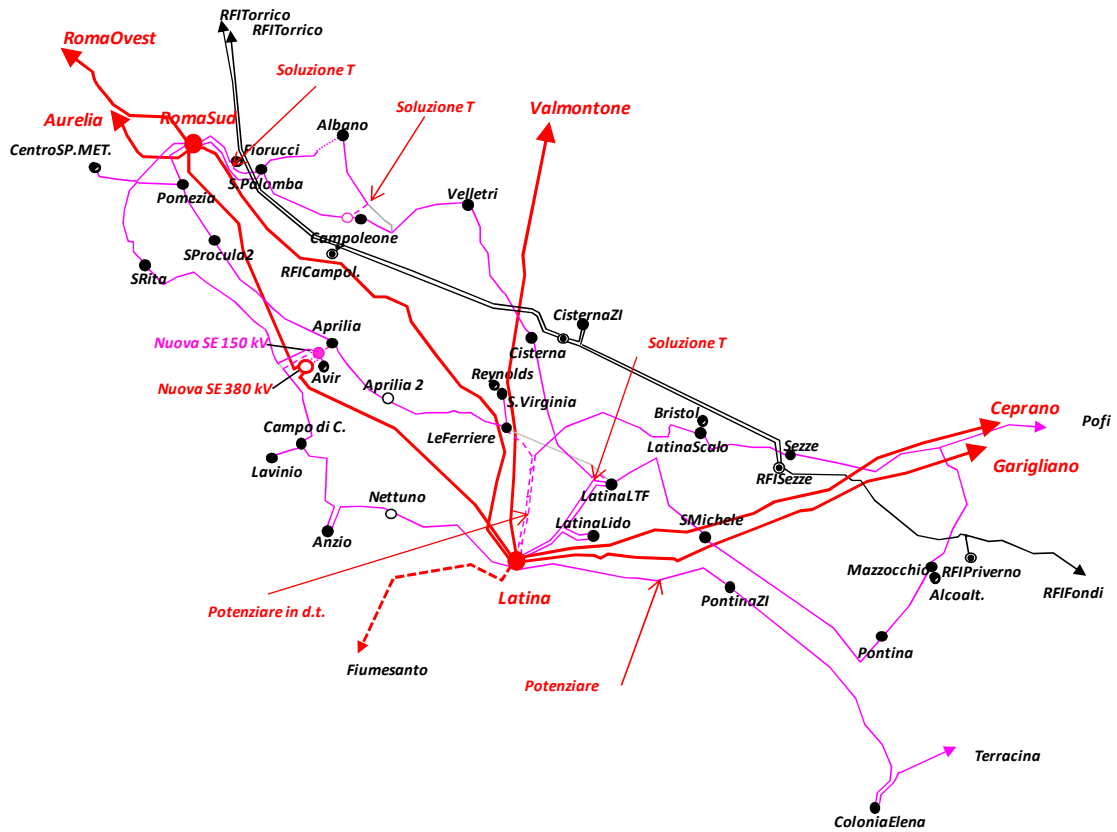 RFITorrico
RFITorrico
RomaOvest
Soluzione T
Soluzione T
Valmontone
Aurelia
RomaSud
Albano
CentroSP.MET.
Fiorucci
S.Palomba
Velletri
Pomezia
Campoleone
SProcula2
RFICampol.
SRita
CisternaZI
Aprilia
Nuova SE 150 kV
Cisterna
Soluzione T
Avir
Reynolds
Nuova SE 380 kV
Aprilia 2
S.Virginia
Bristol
Ceprano
Pofi
Campo di C.
LeFerriere
LatinaScalo
Sezze
Garigliano
Lavinio
RFISezze
Nettuno
LatinaLTF
LatinaLido
SMichele
Anzio
Mazzocchio
RFIPriverno
AlcoaIt.
RFIFondi
Latina
PontinaZI
Potenziare in d.t.
Pontina
Fiumesanto
Potenziare
Terracina
ColoniaElena